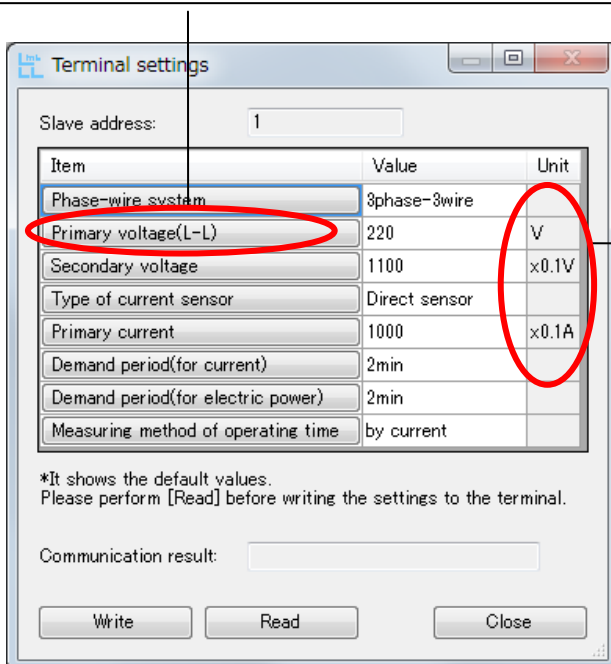 Terminal settings
Slave address: 1
Item Value Unit
Phase-wire system 3phase-3wire
Primary voltage(L-L) 220 V
Secondary voltage 1100 x0.1V
Type of current sensor Direct sensor
Primary current 1000 x0.1A
Demand period(for current) 2min
Demand period(for electric power) 2min
Measuring method of operating time by current
*It shows the default values.
Please perform [Read] before writing the settings to the terminal.
Communication result:
Write Read Close